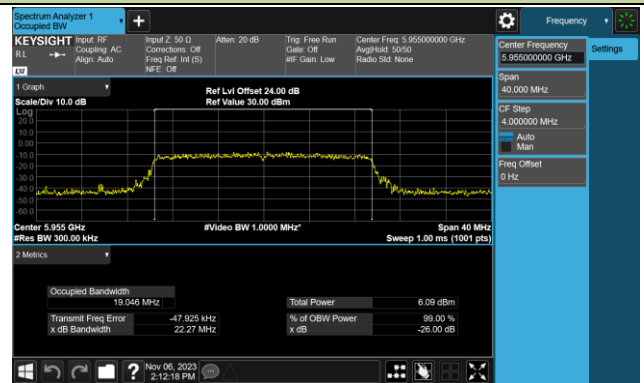 Spectrum Analyzer 1
Occupied BW
+
Frequency
KEYSIGHT
Input: RF
Coupling: AC
Align: Auto
Input Z: 50 Ω
Corrections: Off
Freq Ref: Int (S)
NFE: Off
Atten: 20 dB
Trig: Free Run
Gate: Off
#IF Gain: Low
Center Freq: 5.955000000 GHz
Avg|Hold: 50/50
Radio Std: None
RL
LXI
Center Frequency
5.955000000 GHz
Settings
Span
40.000 MHz
CF Step
4.000000 MHz
Auto
Man
Freq Offset
0 Hz
1 Graph
Scale/Div 10.0 dB
Ref Lvl Offset 24.00 dB
Ref Value 30.00 dBm
Log
20.0
10.0
0.00
-10.0
-20.0
-30.0
-40.0
-50.0
-60.0
Center 5.955 GHz
#Video BW 1.0000 MHz*
Span 40 MHz
#Res BW 300.00 kHz
Sweep 1.00 ms (1001 pts)
2 Metrics
Occupied Bandwidth
19.046 MHz
Total Power 6.09 dBm
Transmit Freq Error -47.925 kHz
% of OBW Power 99.00 %
x dB Bandwidth 22.27 MHz
x dB -26.00 dB
?
Nov 06, 2023
2:12:18 PM